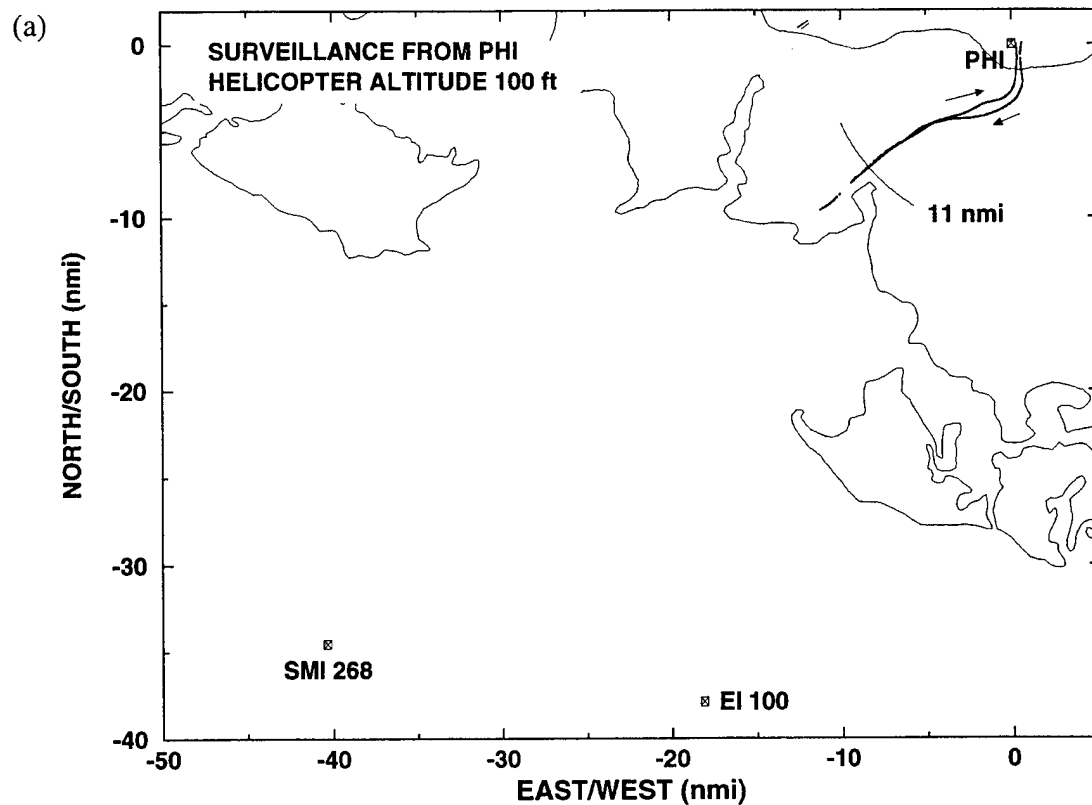 (a)
SURVEILLANCE FROM PHI
HELICOPTER ALTITUDE 100 ft
PHI
11 nmi
SMI 268
EI 100
0
-10
-20
-30
-40
NORTH/SOUTH (nmi)
-50
-40
-30
-20
-10
0
EAST/WEST (nmi)